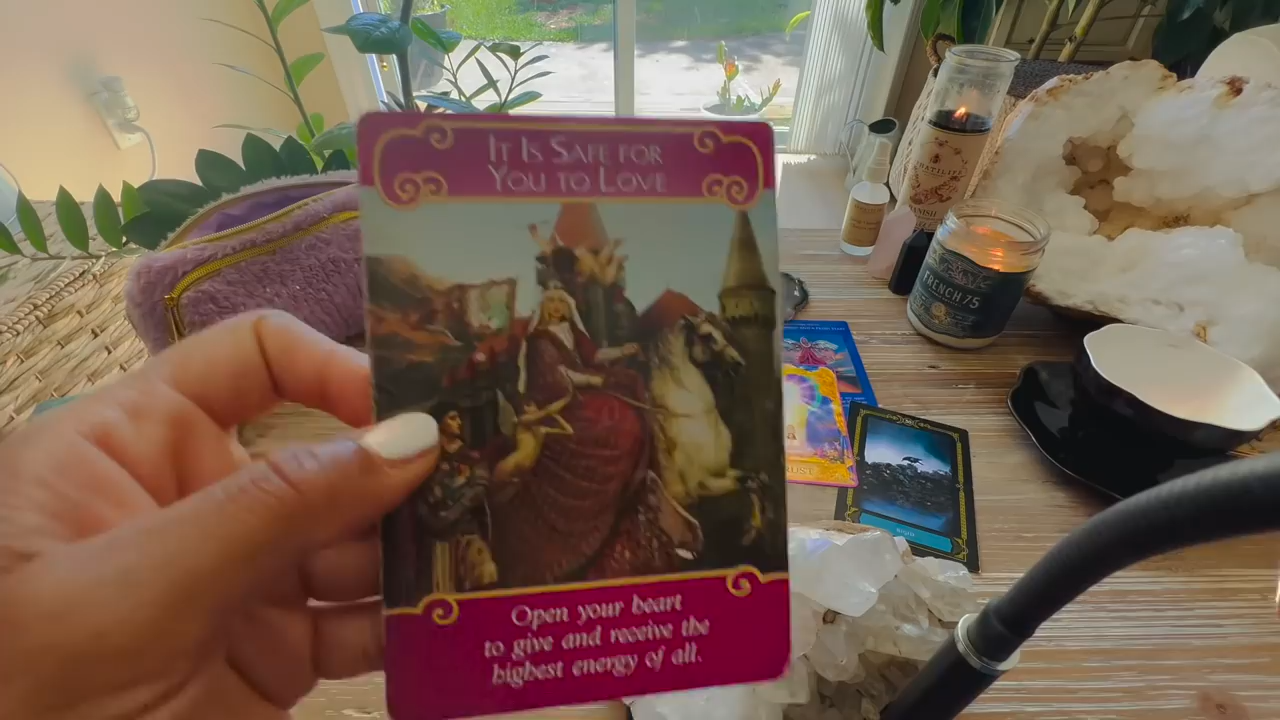 It Is Safe for
You to Love
Open your heart
to give and receive the
highest energy of all.
FRENCH 75